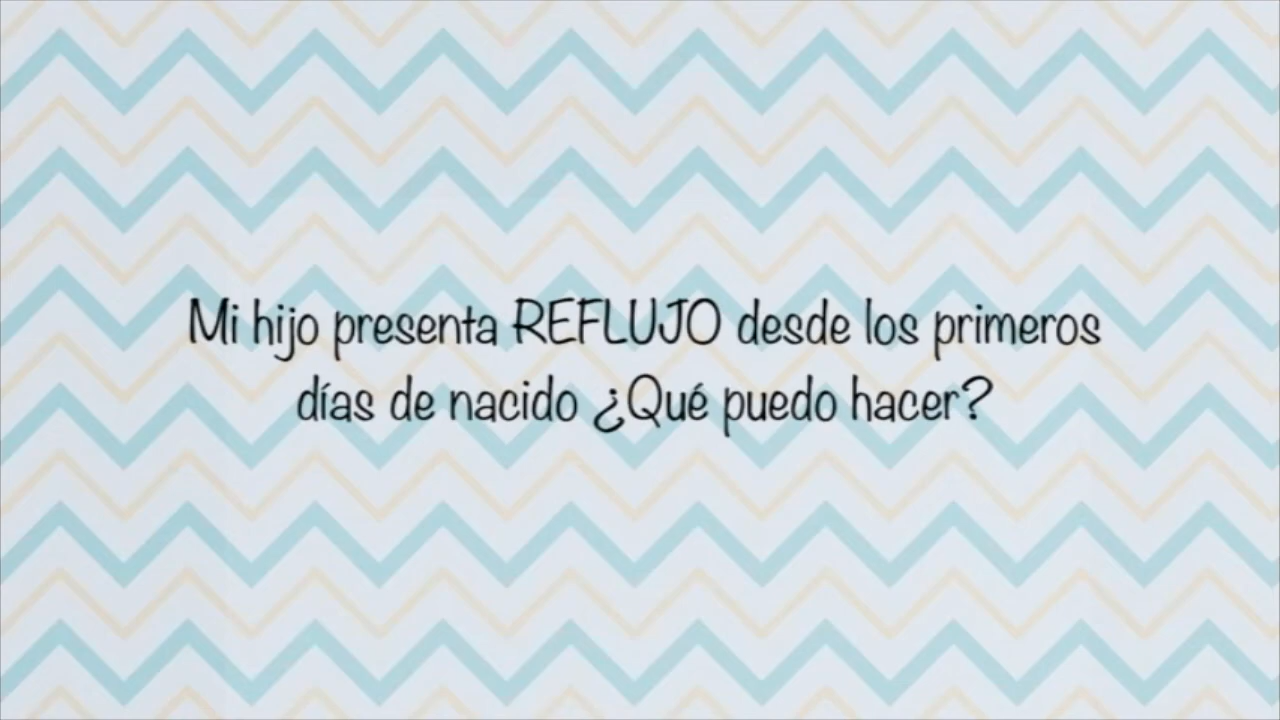 Mi hijo presenta REFLUJO desde los primeros
días de nacido ¿Qué puedo hacer?